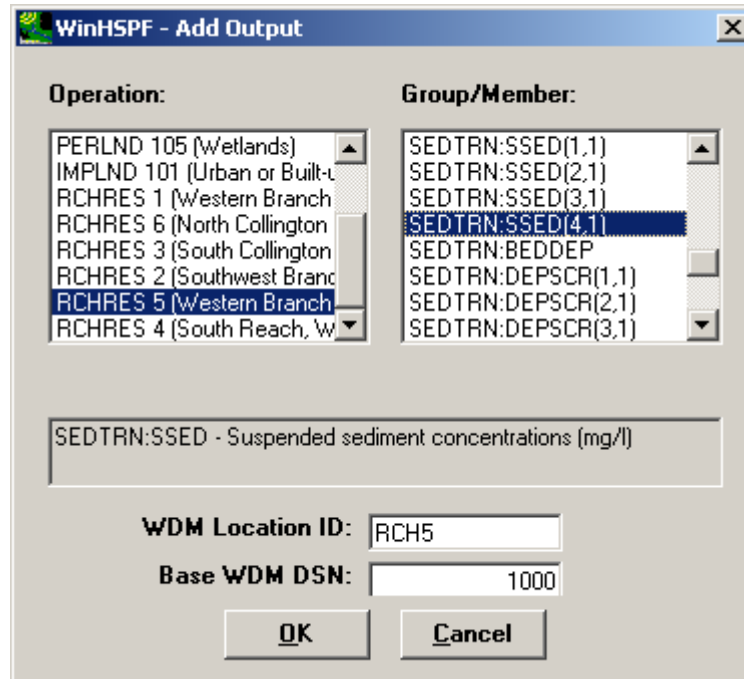 WinHSPF - Add Output
Operation:
Group/Member:
PERLND 105 (Wetlands)
IMPLND 101 (Urban or Built-u
RCHRES 1 (Western Branch
RCHRES 6 (North Collington
RCHRES 3 (South Collington
RCHRES 2 (Southwest Branc
RCHRES 5 (Western Branch
RCHRES 4 (South Reach, W
SEDTRN:SSED(1,1)
SEDTRN:SSED(2,1)
SEDTRN:SSED(3,1)
SEDTRN:SSED(4,1)
SEDTRN:BEDDEP
SEDTRN:DEPSCR(1,1)
SEDTRN:DEPSCR(2,1)
SEDTRN:DEPSCR(3,1)
SEDTRN:SSED - Suspended sediment concentrations (mg/l)
WDM Location ID: RCH5
Base WDM DSN: 1000
OK Cancel